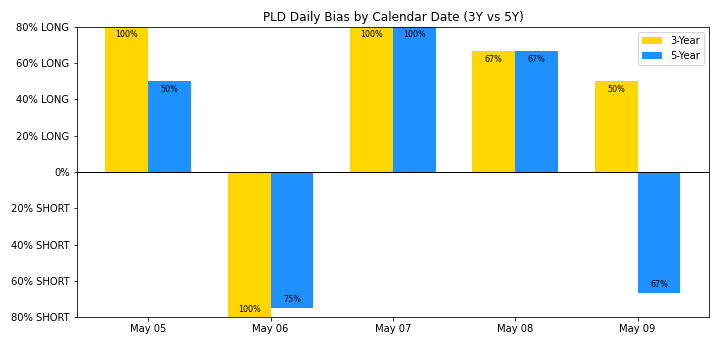 PLD Daily Bias by Calendar Date (3Y vs 5Y)
80% LONG
60% LONG
40% LONG
20% LONG
0%
20% SHORT
40% SHORT
60% SHORT
80% SHORT
100%
50%
100%
75%
100%
100%
67%
67%
50%
67%
3-Year
5-Year
May 05
May 06
May 07
May 08
May 09